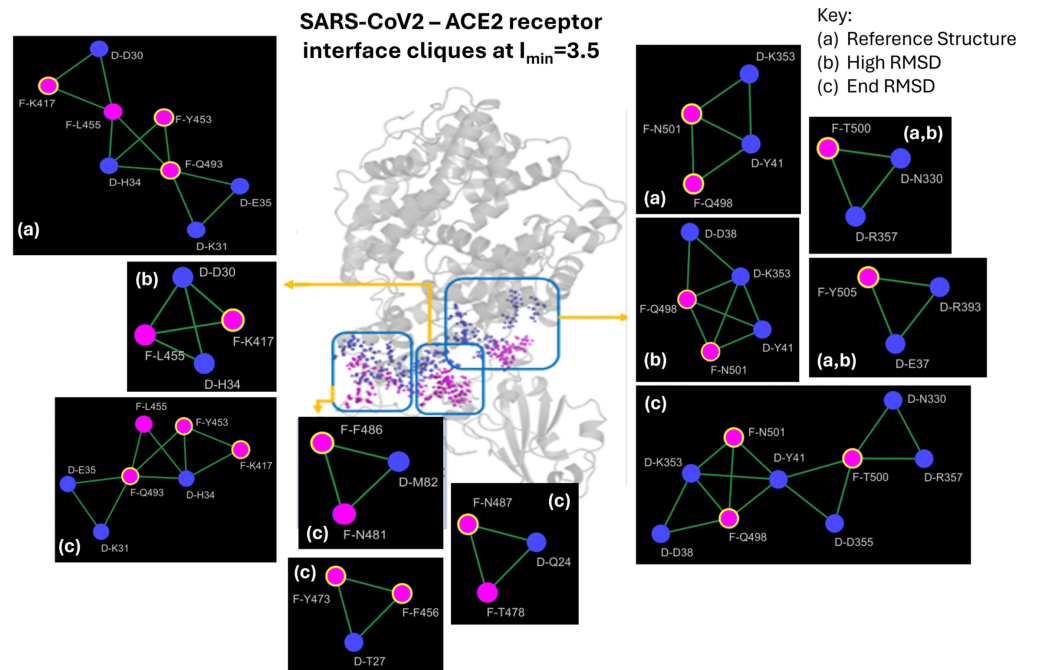 SARS-CoV2 – ACE2 receptor
interface cliques at Imin=3.5
Key:
(a) Reference Structure
(b) High RMSD
(c) End RMSD
D-D30
F-K417
F-L455
F-Y453
D-H34
F-Q493
D-E35
D-K31
(a)
(b)
D-D30
F-K417
F-L455
D-H34
F-L455
F-Y453
F-K417
D-E35
F-Q493
D-H34
D-K31
(c)
F-F486
D-M82
F-N481
(c)
(c)
F-Y473
F-F456
D-T27
(c)
F-N487
D-Q24
F-T478
D-K353
F-N501
D-Y41
F-Q498
(a)
D-D38
D-K353
F-Q498
D-Y41
F-N501
(b)
F-T500
(a,b)
D-N330
D-R357
F-Y505
D-R393
D-E37
(a,b)
(c)
D-N330
F-N501
D-K353
D-Y41
F-T500
D-R357
F-Q498
D-D355
D-D38